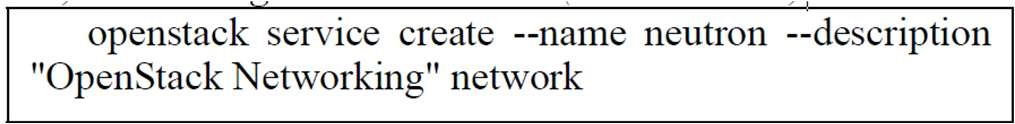 openstack service create --name neutron --description
"OpenStack Networking" network